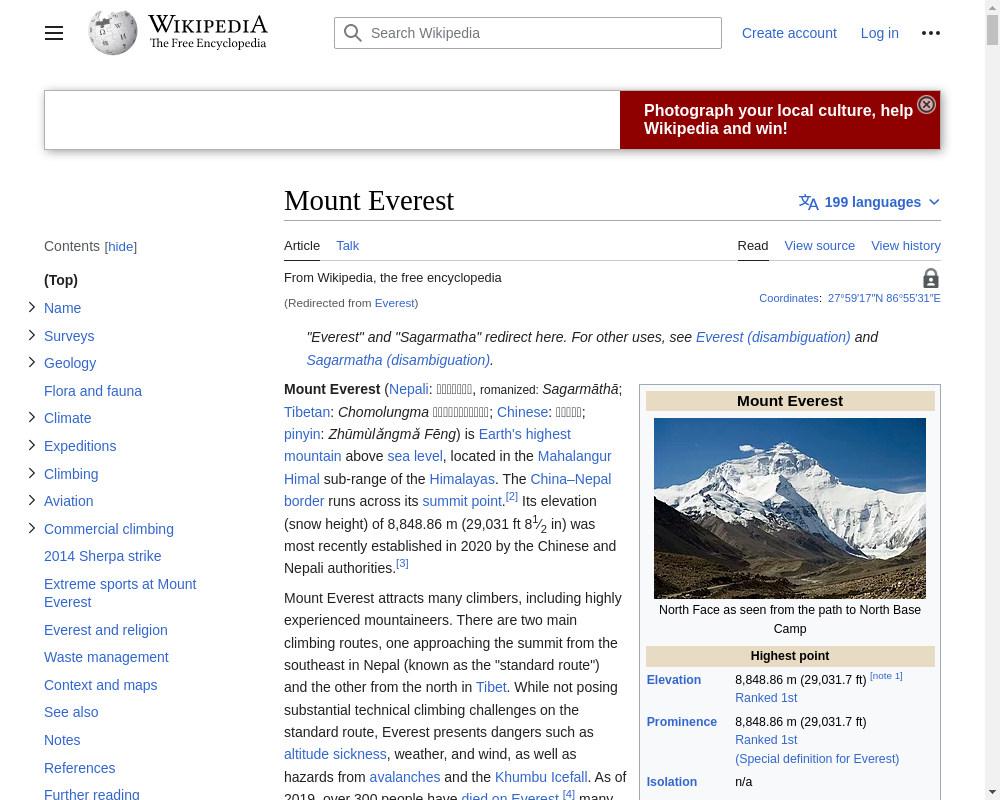 WIKIPEDIA
The Free Encyclopedia
Search Wikipedia
Create account
Log in
Photograph your local culture, help
Wikipedia and win!
Mount Everest
199 languages
Contents [hide]
(Top)
Name
Surveys
Geology
Flora and fauna
Climate
Expeditions
Climbing
Aviation
Commercial climbing
2014 Sherpa strike
Extreme sports at Mount
Everest
Everest and religion
Waste management
Context and maps
See also
Notes
References
Further reading
Article Talk
Read View source View history
From Wikipedia, the free encyclopedia
(Redirected from Everest)
Coordinates: 27°59′17″N 86°55′31″E
"Everest" and "Sagarmatha" redirect here. For other uses, see Everest (disambiguation) and
Sagarmatha (disambiguation).
Mount Everest (Nepali: , romanized: Sagarmāthā;
Tibetan: Chomolungma ; Chinese: ;
pinyin: Zhūmùlǎngmǎ Fēng) is Earth's highest
mountain above sea level, located in the Mahalangur
Himal sub-range of the Himalayas. The China–Nepal
border runs across its summit point.[2] Its elevation
(snow height) of 8,848.86 m (29,031 ft 8 1⁄2 in) was
most recently established in 2020 by the Chinese and
Nepali authorities.[3]
Mount Everest attracts many climbers, including highly
experienced mountaineers. There are two main
climbing routes, one approaching the summit from the
southeast in Nepal (known as the "standard route")
and the other from the north in Tibet. While not posing
substantial technical climbing challenges on the
standard route, Everest presents dangers such as
altitude sickness, weather, and wind, as well as
hazards from avalanches and the Khumbu Icefall. As of
2019, over 300 people have died on Everest,[4] many
Mount Everest
North Face as seen from the path to North Base
Camp
Highest point
Elevation 8,848.86 m (29,031.7 ft) [note 1]
Ranked 1st
Prominence 8,848.86 m (29,031.7 ft)
Ranked 1st
(Special definition for Everest)
Isolation n/a